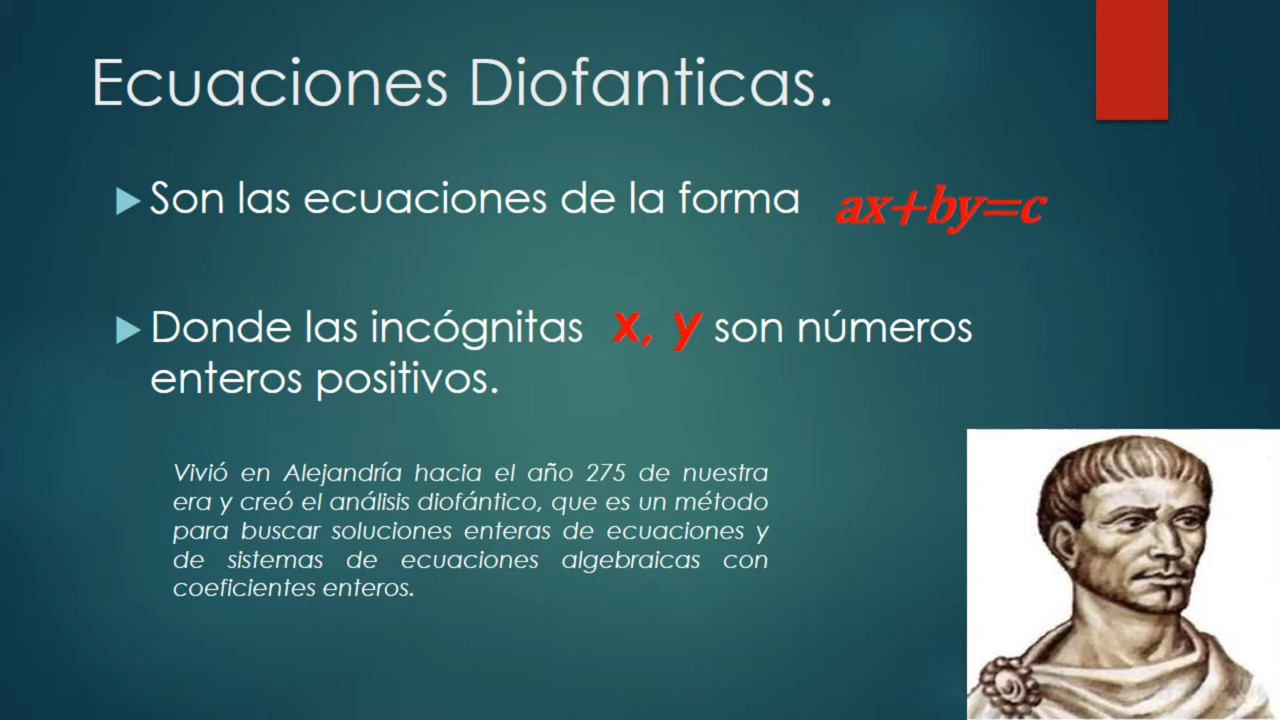 Ecuaciones Diofanticas.
Son las ecuaciones de la forma ax+by=c
Donde las incógnitas x, y son números
enteros positivos.
Vivió en Alejandría hacia el año 275 de nuestra
era y creó el análisis diofántico, que es un método
para buscar soluciones enteras de ecuaciones y
de sistemas de ecuaciones algebraicas con
coeficientes enteros.